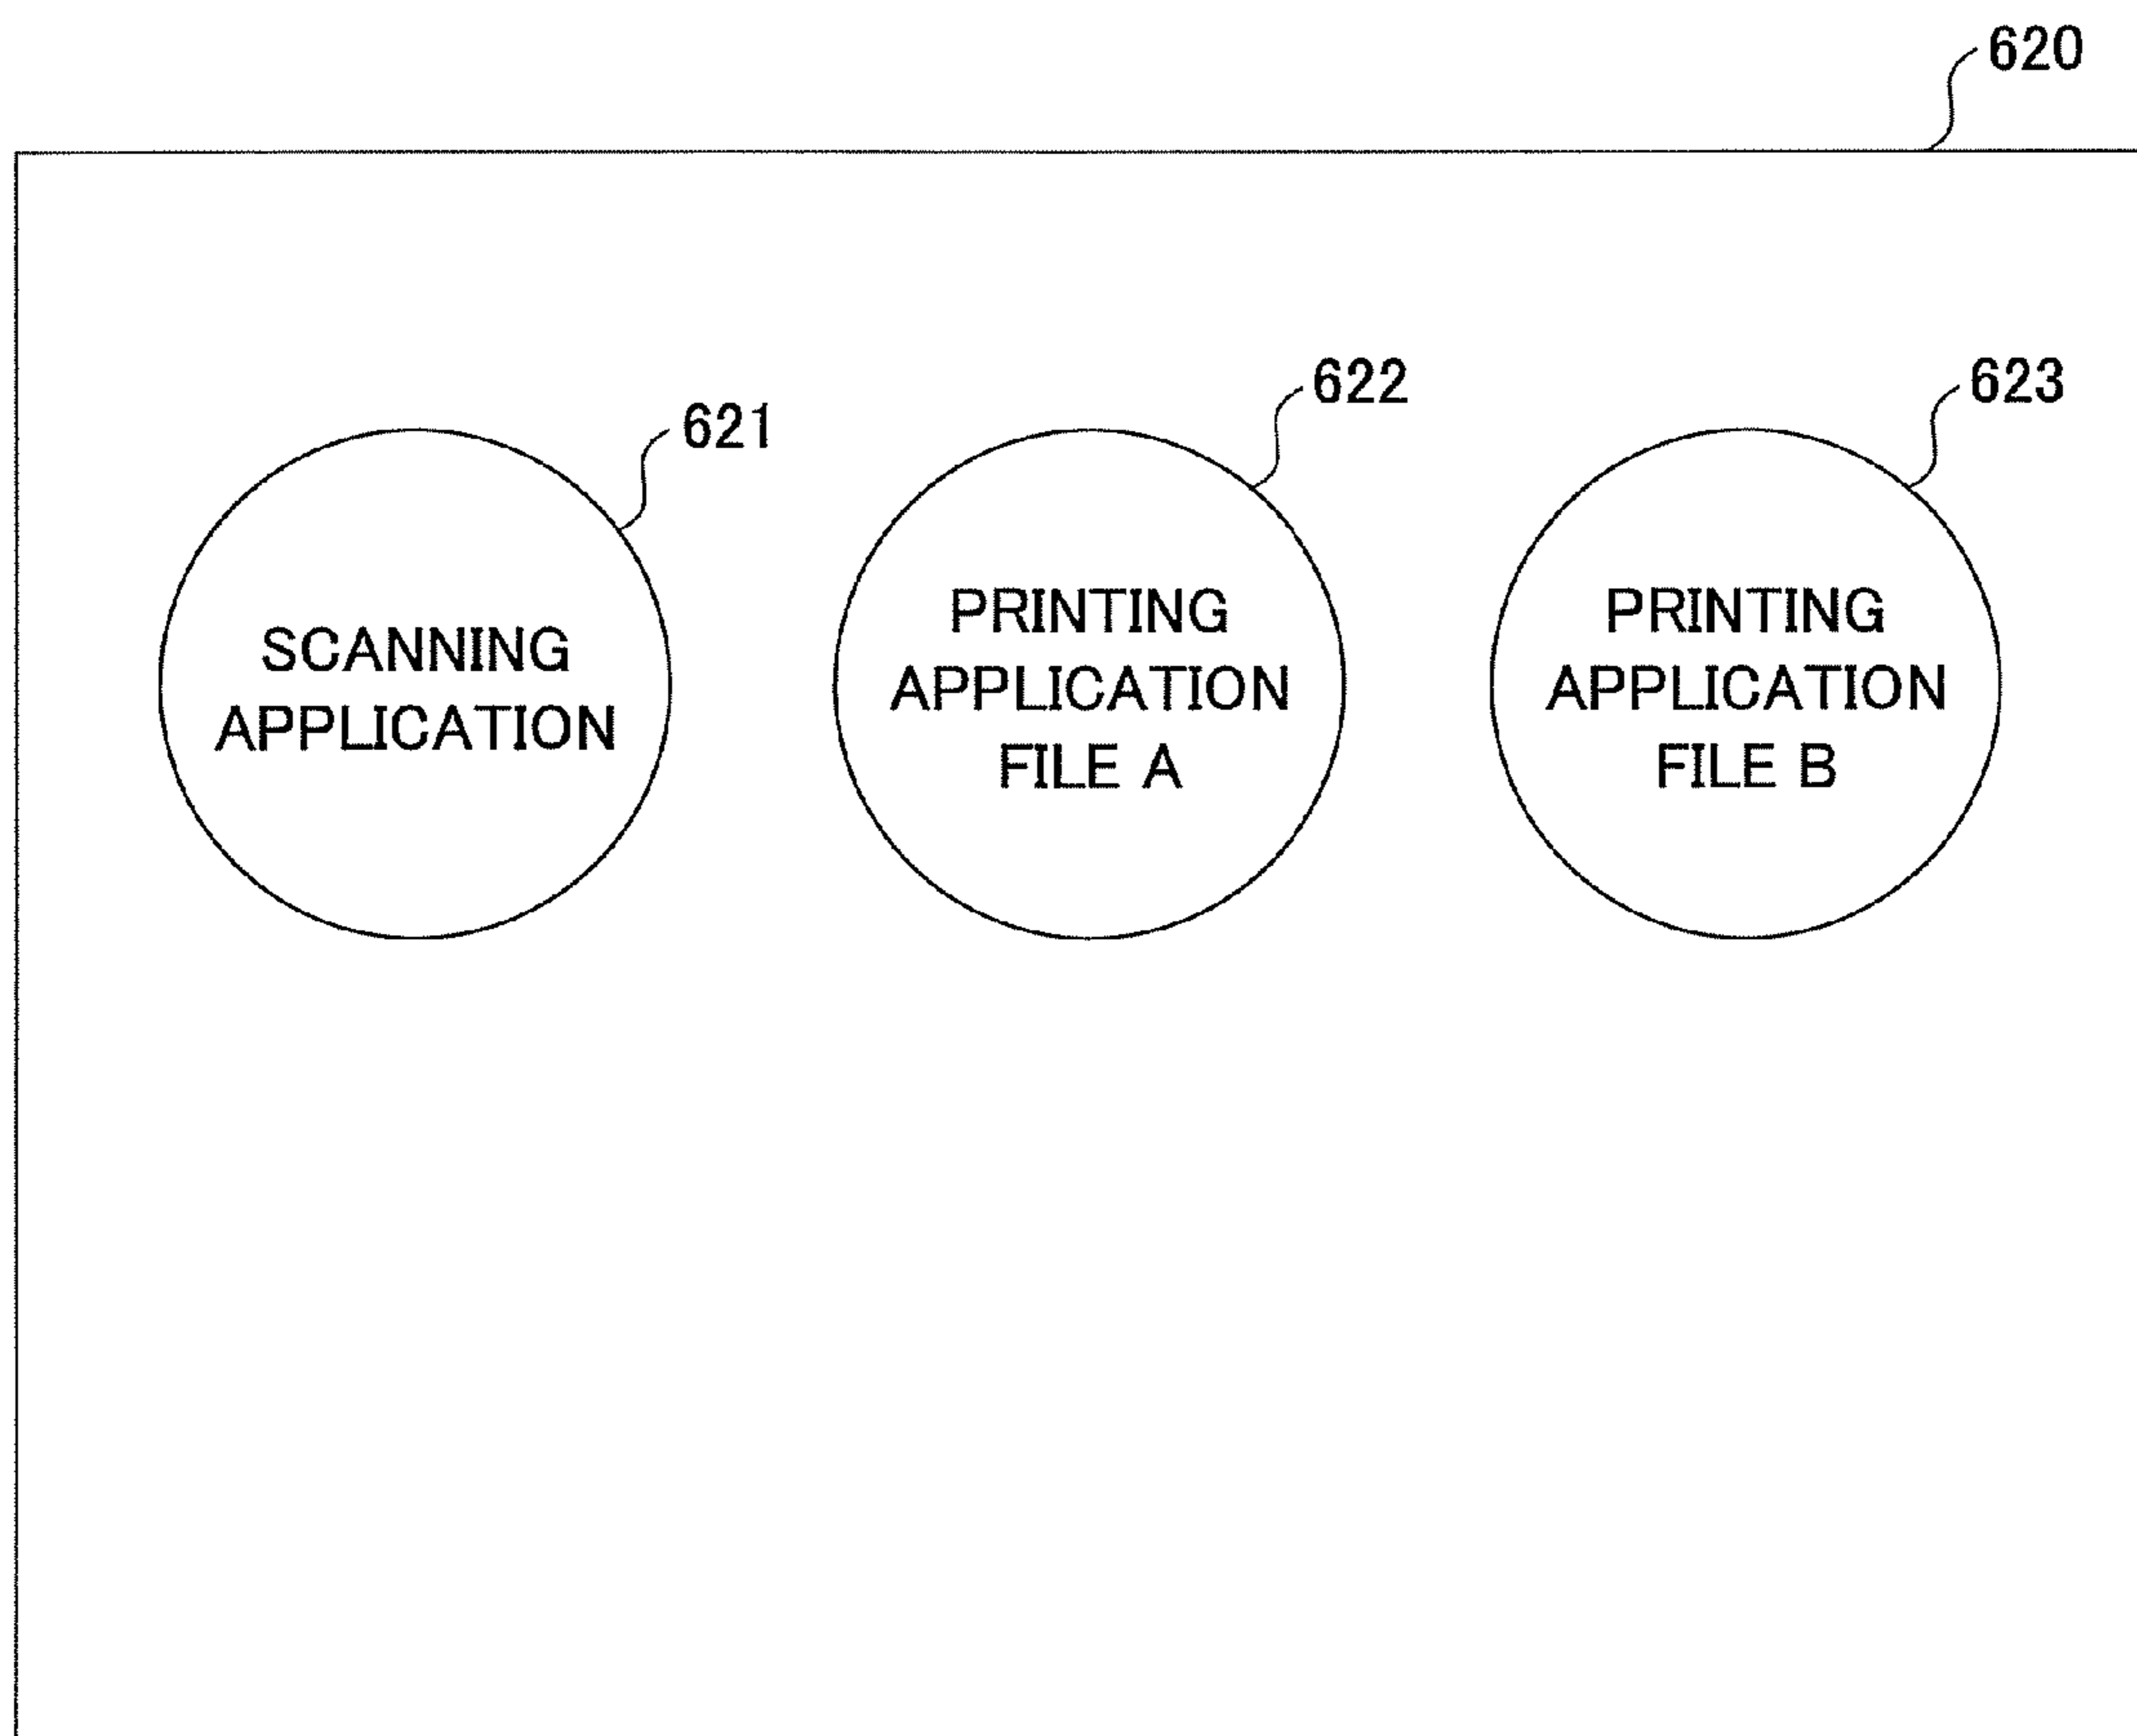 620
621
622
623
SCANNING
APPLICATION
PRINTING
APPLICATION
FILE A
PRINTING
APPLICATION
FILE B